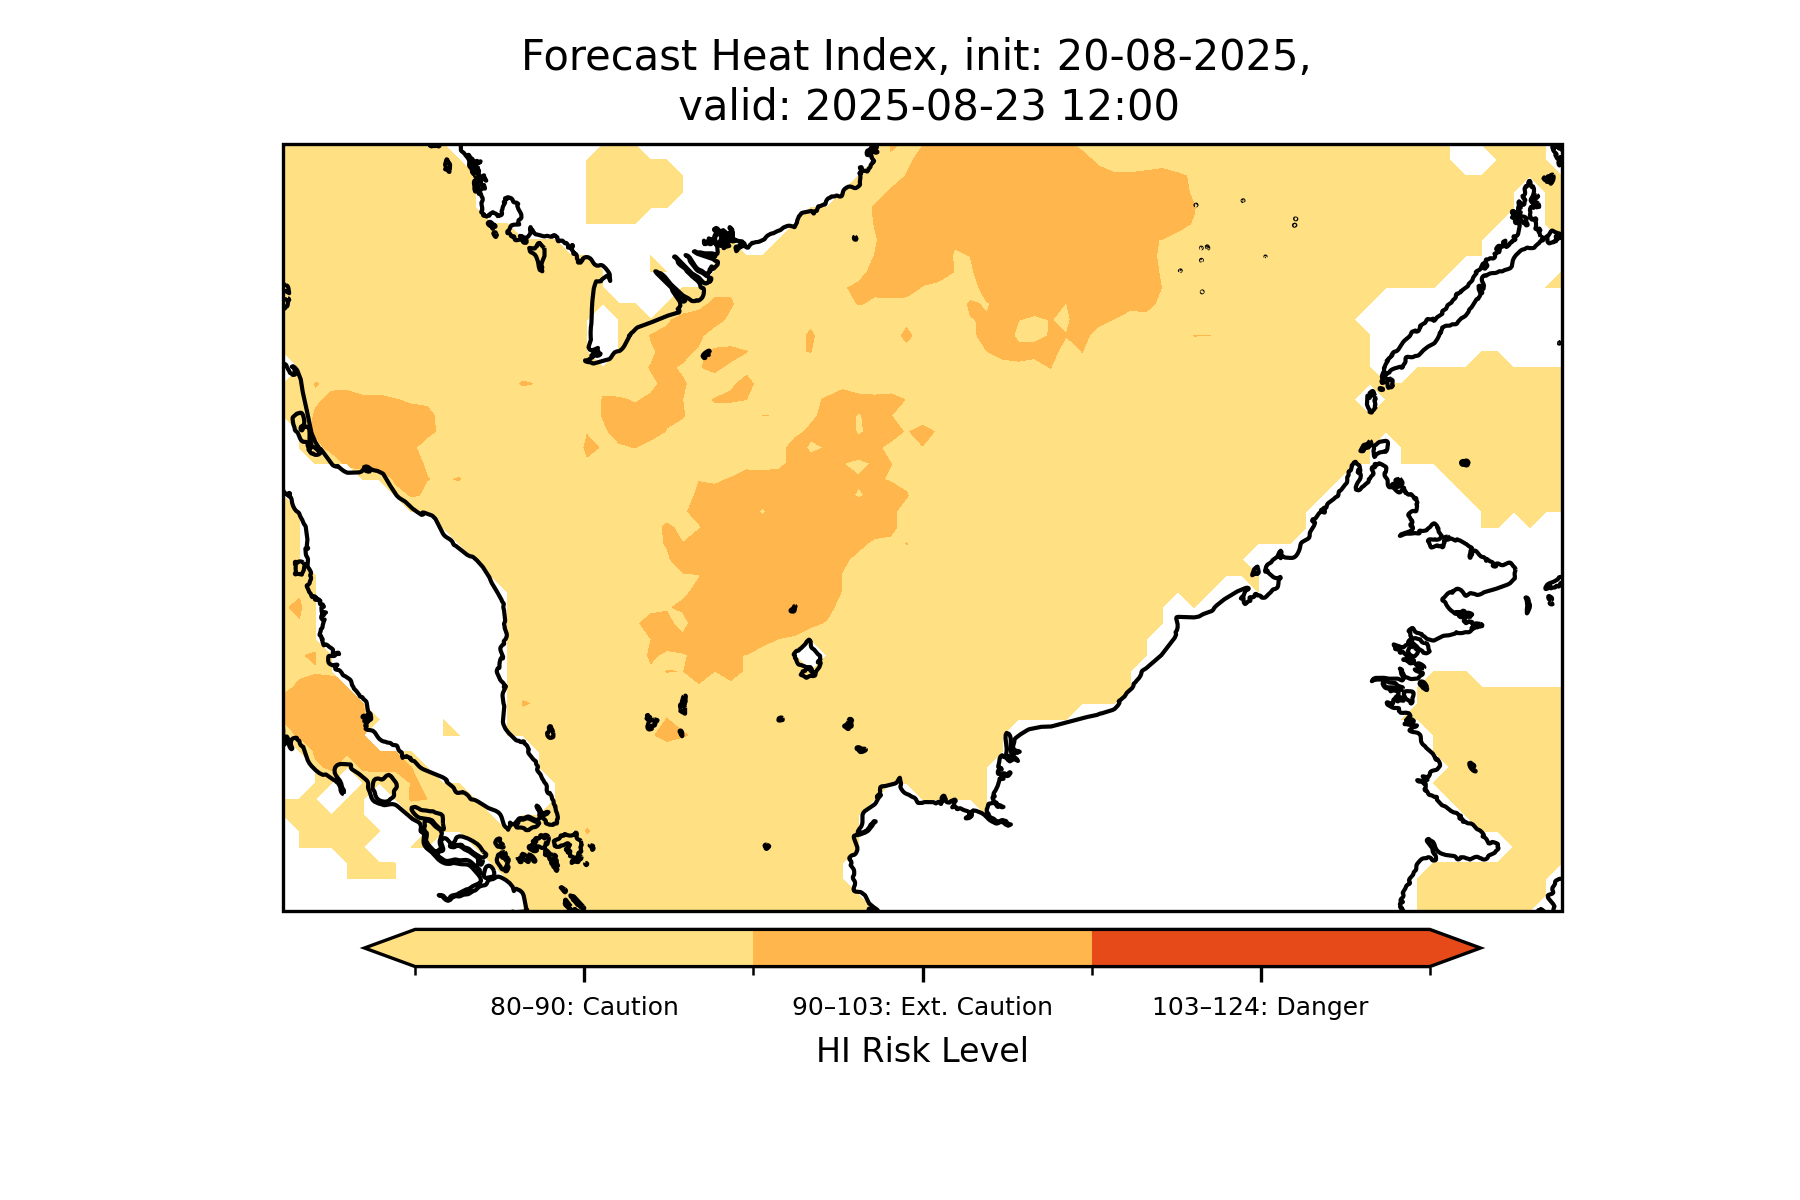 Forecast Heat Index, init: 20-08-2025,
valid: 2025-08-23 12:00
80–90: Caution
90–103: Ext. Caution
103–124: Danger
HI Risk Level